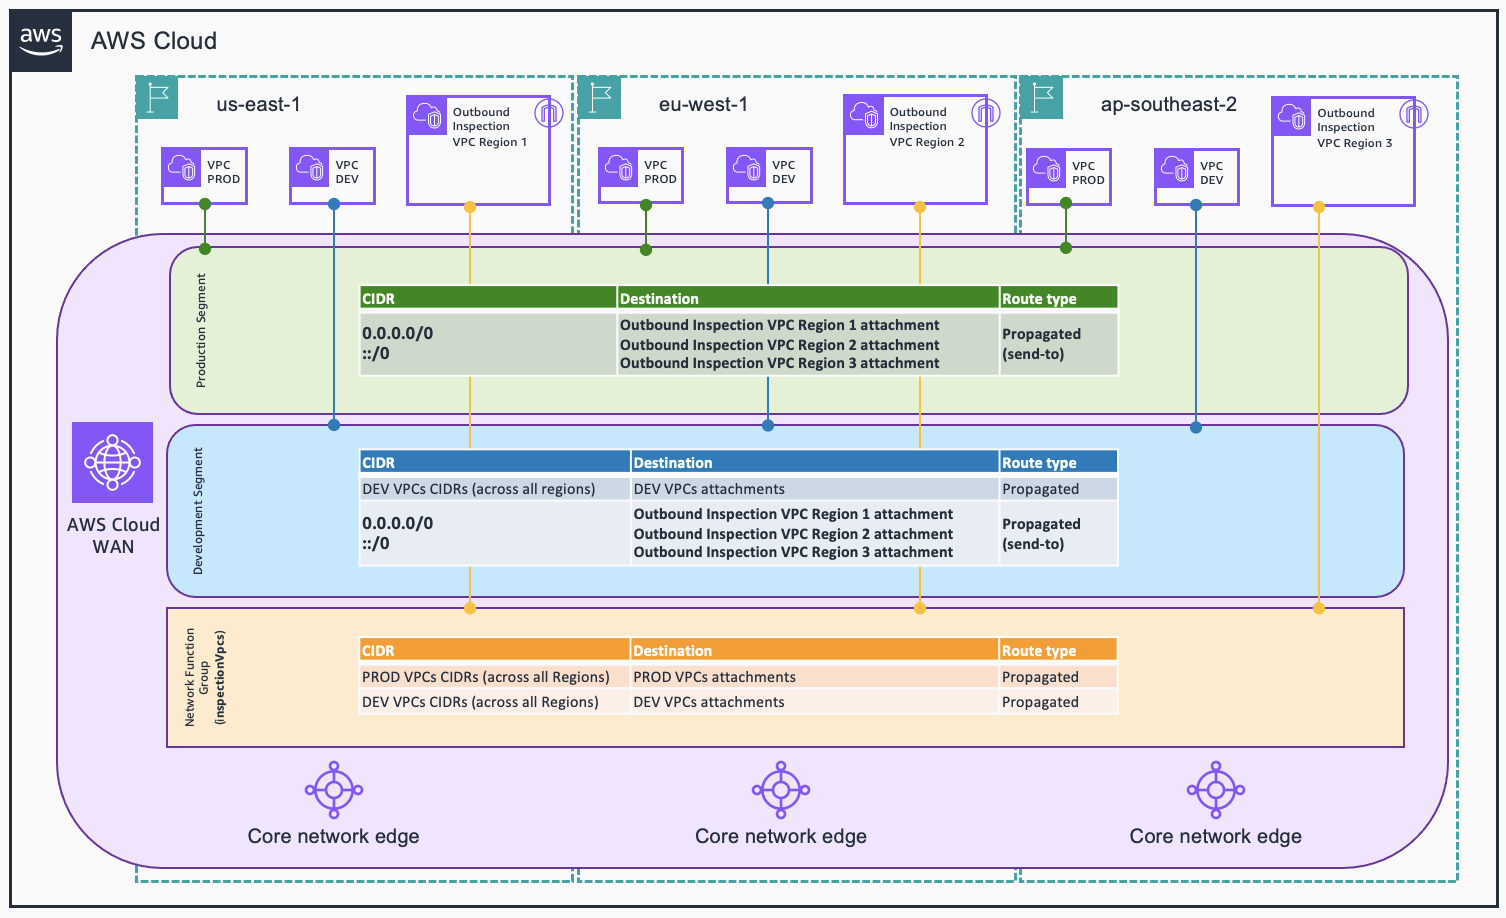 aws
AWS Cloud
us-east-1
eu-west-1
ap-southeast-2
Outbound
Inspection
VPC Region 1
VPC
PROD
VPC
DEV
Outbound
Inspection
VPC Region 2
VPC
PROD
VPC
DEV
Outbound
Inspection
VPC Region 3
VPC
PROD
VPC
DEV
Production Segment
CIDR Destination Route type
0.0.0.0/0
::/0
Outbound Inspection VPC Region 1 attachment
Outbound Inspection VPC Region 2 attachment
Outbound Inspection VPC Region 3 attachment
Propagated
(send-to)
AWS Cloud
WAN
Development Segment
CIDR Destination Route type
DEV VPCs CIDRs (across all regions) DEV VPCs attachments Propagated
0.0.0.0/0
::/0
Outbound Inspection VPC Region 1 attachment
Outbound Inspection VPC Region 2 attachment
Outbound Inspection VPC Region 3 attachment
Propagated
(send-to)
Network Function
Group
(inspectionVpcs)
CIDR Destination Route type
PROD VPCs CIDRs (across all Regions) PROD VPCs attachments Propagated
DEV VPCs CIDRs (across all Regions) DEV VPCs attachments Propagated
Core network edge
Core network edge
Core network edge